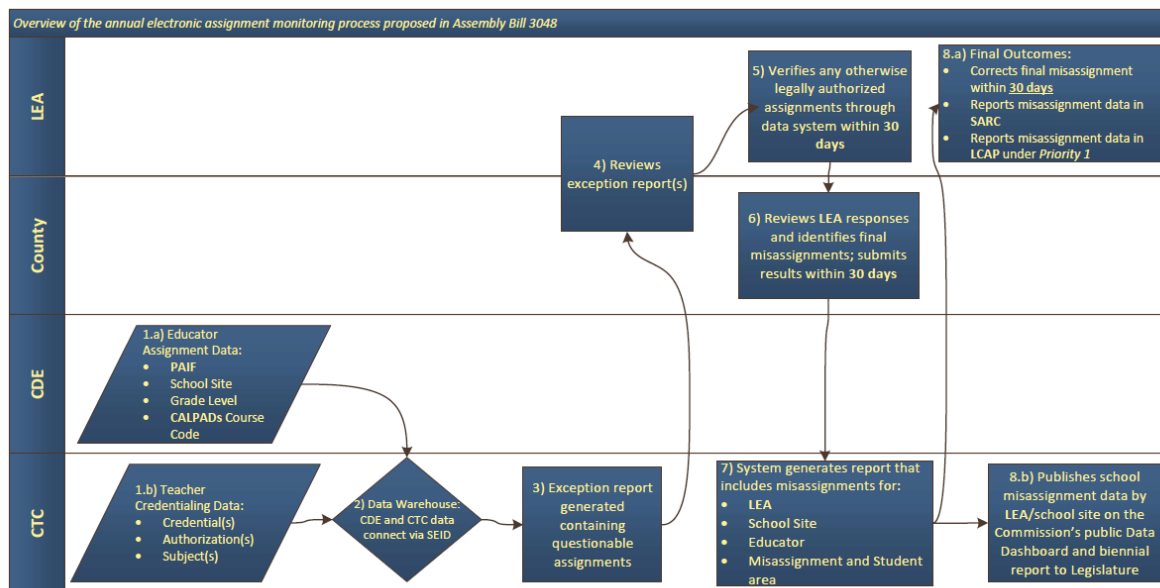 Overview of the annual electronic assignment monitoring process proposed in Assembly Bill 3048
LEA
County
CDE
CTC
1.a) Educator
Assignment Data:
• PAIF
• School Site
• Grade Level
• CALPADs Course
Code
1.b) Teacher
Credentialing Data:
• Credential(s)
• Authorization(s)
• Subject(s)
2) Data Warehouse:
CDE and CTC data
connect via SEID
3) Exception report
generated
containing
questionable
assignments
4) Reviews
exception report(s)
5) Verifies any otherwise
legally authorized
assignments through
data system within 30
days
6) Reviews LEA responses
and identifies final
misassignments; submits
results within 30 days
7) System generates report that
includes misassignments for:
• LEA
• School Site
• Educator
• Misassignment and Student
area
8.a) Final Outcomes:
• Corrects final misassignment
within 30 days
• Reports misassignment data in
SARC
• Reports misassignment data in
LCAP under Priority 1
8.b) Publishes school
misassignment data by
LEA/school site on the
Commission's public Data
Dashboard and biennial
report to Legislature